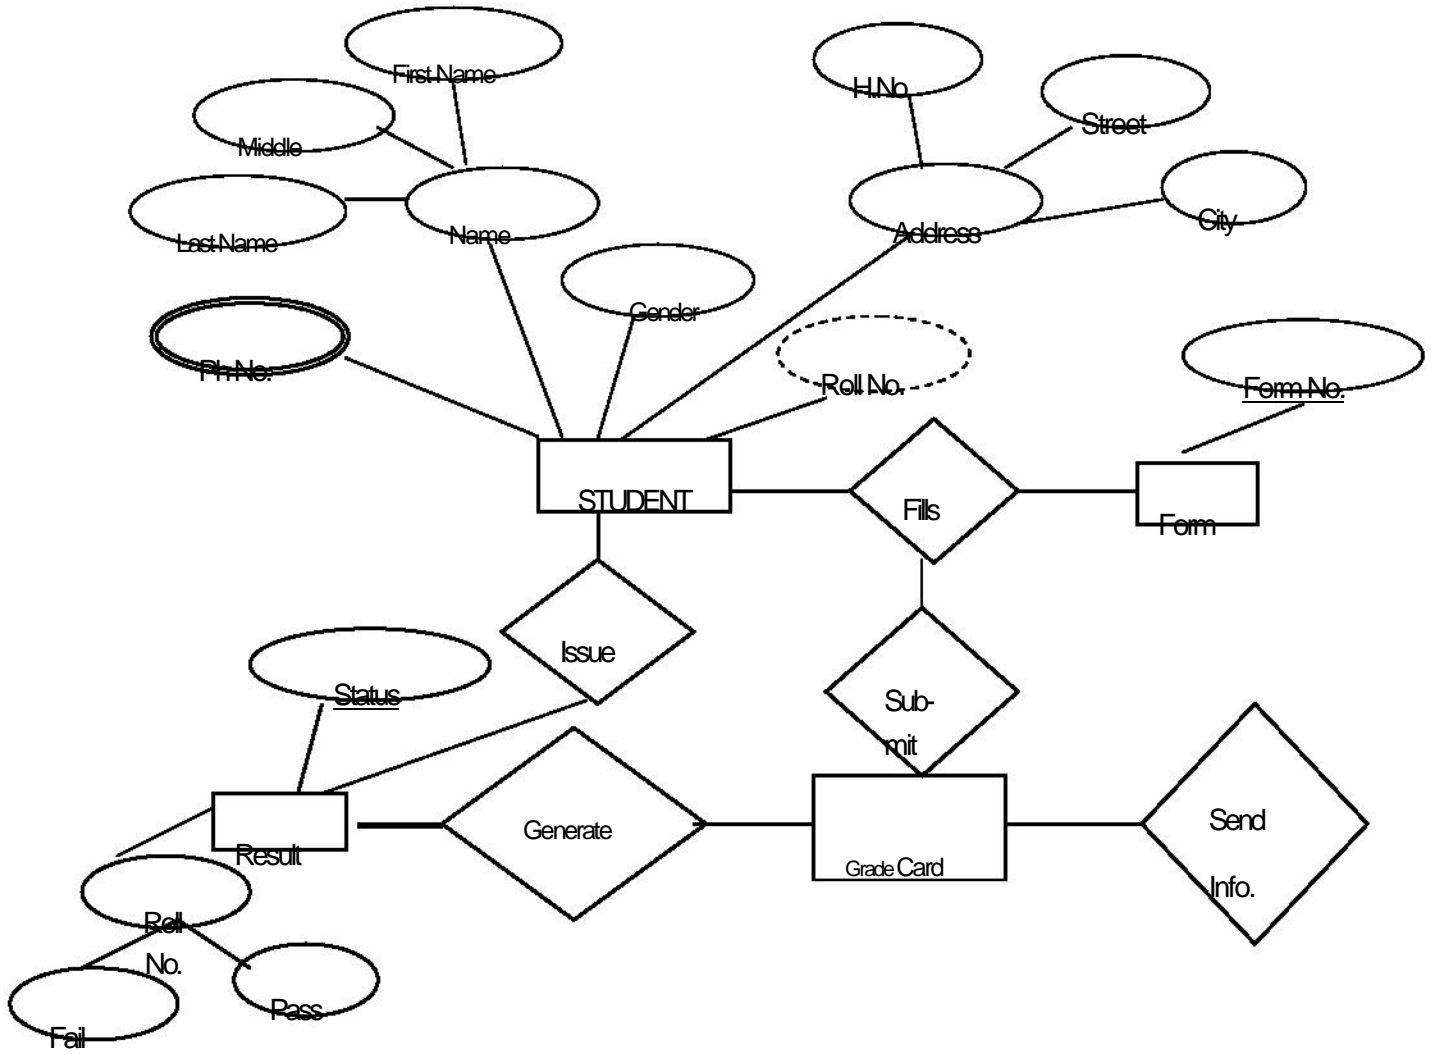 First Name
H.No.
Street
Middle
City
Last Name
Name
Address
Gender
Ph No.
Roll No.
Form No.
STUDENT
Fills
Form
Issue
Status
Sub-
mit
Send
Info.
Generate
Result
Grade Card
Roll
No.
Pass
Fail